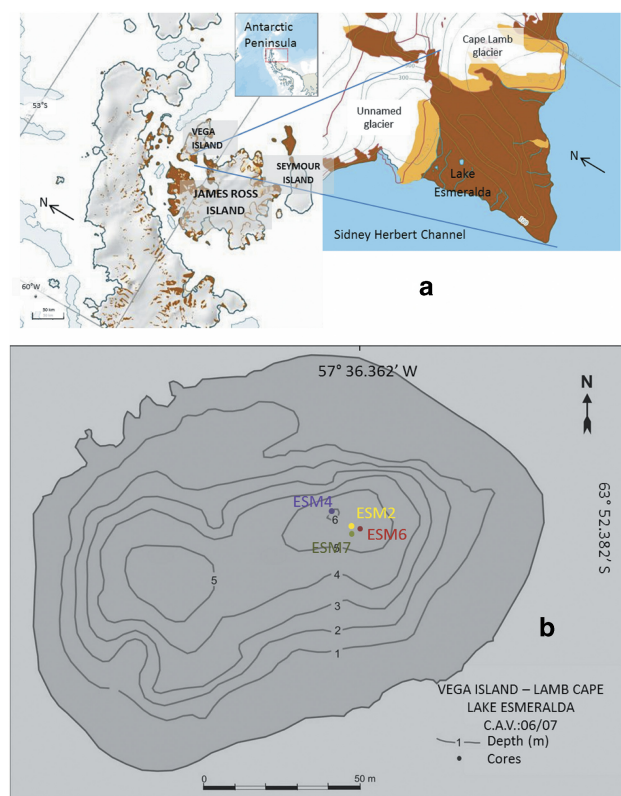 Antarctic
Peninsula
Cape Lamb
glacier
Unnamed
glacier
53°S
VEGA
ISLAND
SEYMOUR
ISLAND
JAMES ROSS
ISLAND
N
N
Lake
Esmeralda
Sidney Herbert Channel
60°W
50 km
a
57° 36.362' W
N
63° 52.382' S
ESM4
6
ESM2
ESM6
ESM7
5
5
4
3
2
1
b
VEGA ISLAND – LAMB CAPE
LAKE ESMERALDA
C.A.V.:06/07
1 Depth (m)
Cores
0 50 m